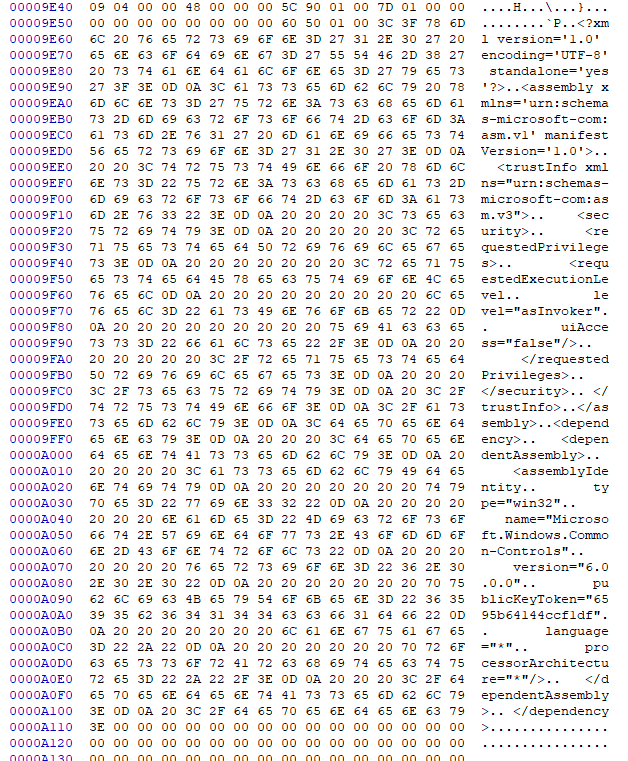 00009E40 09 04 00 00 48 00 00 00 5C 90 01 00 7D 01 00 00 ....H...\...}...
00009E50 00 00 00 00 00 00 00 00 60 50 01 00 3C 3F 78 6D ........`P..<?xm
00009E60 6C 20 76 65 72 73 69 6F 6E 3D 27 31 2E 30 27 20 l version='1.0'
00009E70 65 6E 63 6F 64 69 6E 67 3D 27 55 54 46 2D 38 27 encoding='UTF-8'
00009E80 20 73 74 61 6E 64 61 6C 6F 6E 65 3D 27 79 65 73  standalone='yes
00009E90 27 3F 3E 0D 0A 3C 61 73 73 65 6D 62 6C 79 20 78 '?>..<assembly x
00009EA0 6D 6C 6E 73 3D 27 75 72 6E 3A 73 63 68 65 6D 61 mlns='urn:schema
00009EB0 73 2D 6D 69 63 72 6F 73 6F 66 74 2D 63 6F 6D 3A s-microsoft-com:
00009EC0 61 73 6D 2E 76 31 27 20 6D 61 6E 69 66 65 73 74 asm.v1' manifest
00009ED0 56 65 72 73 69 6F 6E 3D 27 31 2E 30 27 3E 0D 0A Version='1.0'>..
00009EE0 20 20 3C 74 72 75 73 74 49 6E 66 6F 20 78 6D 6C   <trustInfo xml
00009EF0 6E 73 3D 22 75 72 6E 3A 73 63 68 65 6D 61 73 2D ns="urn:schemas-
00009F00 6D 69 63 72 6F 73 6F 66 74 2D 63 6F 6D 3A 61 73 microsoft-com:as
00009F10 6D 2E 76 33 22 3E 0D 0A 20 20 20 20 3C 73 65 63 m.v3">..    <sec
00009F20 75 72 69 74 79 3E 0D 0A 20 20 20 20 20 20 3C 72 65 urity>..      <re
00009F30 71 75 65 73 74 65 64 50 72 69 76 69 6C 65 67 65 questedPrivilege
00009F40 73 3E 0D 0A 20 20 20 20 20 20 20 20 3C 72 65 71 75 s>..        <requ
00009F50 65 73 74 65 64 45 78 65 63 75 74 69 6F 6E 4C 65 estedExecutionLe
00009F60 76 65 6C 0D 0A 20 20 20 20 20 20 20 20 20 6C 65 vel..         le
00009F70 76 65 6C 3D 22 61 73 49 6E 76 6F 6B 65 72 22 0D vel="asInvoker".
00009F80 0A 20 20 20 20 20 20 20 20 20 75 69 41 63 63 65 .         uiAcce
00009F90 73 73 3D 22 66 61 6C 73 65 22 2F 3E 0D 0A 20 20 ss="false"/>..
00009FA0 20 20 20 20 3C 2F 72 65 71 75 65 73 74 65 64     </requested
00009FB0 50 72 69 76 69 6C 65 67 65 73 3E 0D 0A 20 20 20 Privileges>..
00009FC0 3C 2F 73 65 63 75 72 69 74 79 3E 0D 0A 20 3C 2F </security>.. </
00009FD0 74 72 75 73 74 49 6E 66 6F 3E 0D 0A 3C 2F 61 73 trustInfo>..</as
00009FE0 73 65 6D 62 6C 79 3E 0D 0A 3C 64 65 70 65 6E 64 sembly>..<depend
00009FF0 65 6E 63 79 3E 0D 0A 20 20 20 3C 64 65 70 65 6E ency>..   <depen
0000A000 64 65 6E 74 41 73 73 65 6D 62 6C 79 3E 0D 0A 20 dentAssembly>..
0000A010 20 20 20 20 3C 61 73 73 65 6D 62 6C 79 49 64 65     <assemblyIde
0000A020 6E 74 69 74 79 0D 0A 20 20 20 20 20 20 20 74 79 ntity..       ty
0000A030 70 65 3D 22 77 69 6E 33 32 22 0D 0A 20 20 20 20 pe="win32"..
0000A040 20 20 20 6E 61 6D 65 3D 22 4D 69 63 72 6F 73 6F    name="Microso
0000A050 66 74 2E 57 69 6E 64 6F 77 73 2E 43 6F 6D 6D 6F ft.Windows.Commo
0000A060 6E 2D 43 6F 6E 74 72 6F 6C 73 22 0D 0A 20 20 20 n-Controls"..
0000A070 20 20 20 20 76 65 72 73 69 6F 6E 3D 22 36 2E 30     version="6.0
0000A080 2E 30 2E 30 22 0D 0A 20 20 20 20 20 20 20 70 75 .0.0"..       pu
0000A090 62 6C 69 63 4B 65 79 54 6F 6B 65 6E 3D 22 36 35 blicKeyToken="65
0000A0A0 39 35 62 36 34 31 34 34 63 63 66 31 64 66 22 0D 95b64144ccf1df".
0000A0B0 0A 20 20 20 20 20 20 20 6C 61 6E 67 75 61 67 65 .       language
0000A0C0 3D 22 2A 22 0D 0A 20 20 20 20 20 20 20 70 72 6F ="*"..       pro
0000A0D0 63 65 73 73 6F 72 41 72 63 68 69 74 65 63 74 75 cessorArchitectu
0000A0E0 72 65 3D 22 2A 22 2F 3E 0D 0A 20 20 20 3C 2F 64 re="*"/>..   </d
0000A0F0 65 70 65 6E 64 65 6E 74 41 73 73 65 6D 62 6C 79 ependentAssembly
0000A100 3E 0D 0A 20 3C 2F 64 65 70 65 6E 64 65 6E 63 79 >.. </dependency
0000A110 3E 00 00 00 00 00 00 00 00 00 00 00 00 00 00 00 >...............
0000A120 00 00 00 00 00 00 00 00 00 00 00 00 00 00 00 00 ................
0000A130 00 00 00 00 00 00 00 00 00 00 00 00 00 00 00 00